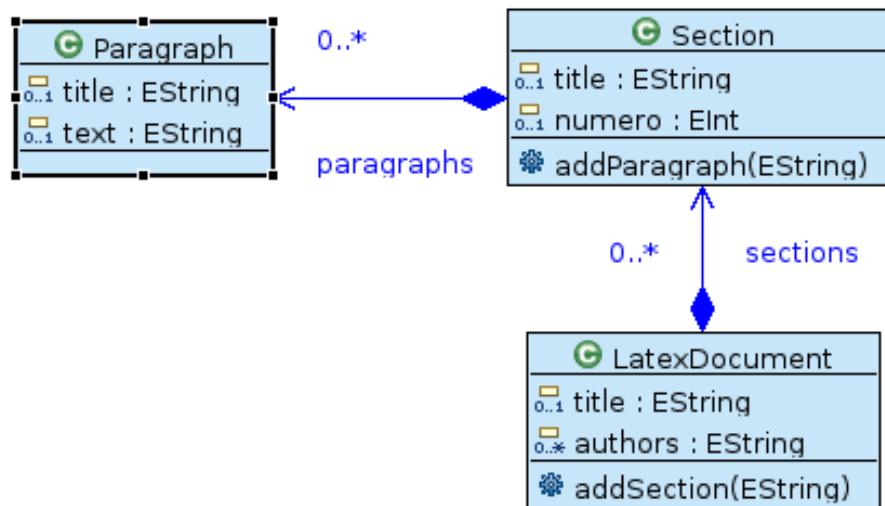 C Paragraph
0..1 title : EString
0..1 text : EString
0..*
paragraphs
C Section
0..1 title : EString
0..1 numero : EInt
addParagraph(EString)
0..*
sections
C LatexDocument
0..1 title : EString
0..* authors : EString
addSection(EString)